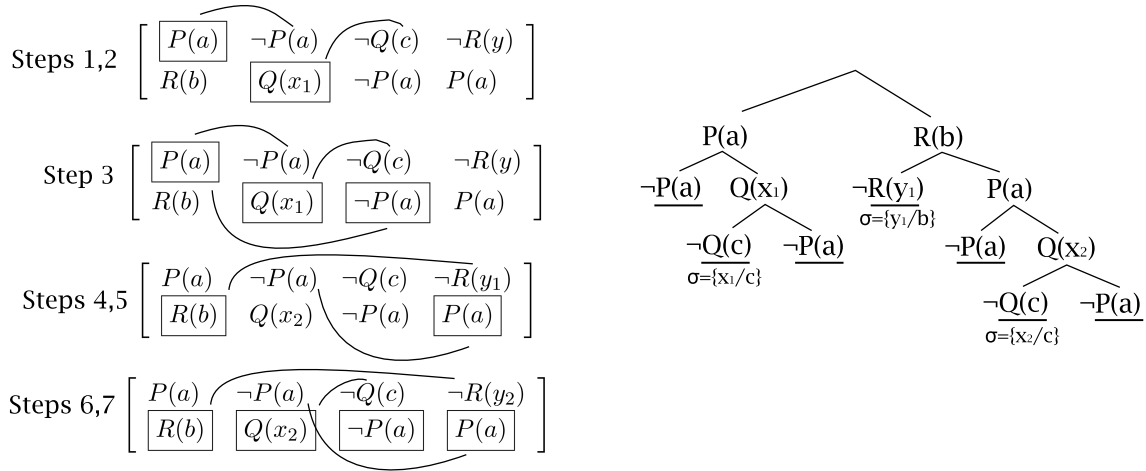 Steps 1,2
P(a) ¬P(a) ¬Q(c) ¬R(y)
R(b) Q(x₁) ¬P(a) P(a)
Step 3
P(a) ¬P(a) ¬Q(c) ¬R(y)
R(b) Q(x₁) ¬P(a) P(a)
Steps 4,5
P(a) ¬P(a) ¬Q(c) ¬R(y₁)
R(b) Q(x₂) ¬P(a) P(a)
Steps 6,7
P(a) ¬P(a) ¬Q(c) ¬R(y₂)
R(b) Q(x₂) ¬P(a) P(a)
P(a) R(b)
¬P(a) Q(x₁) ¬R(y₁) P(a)
σ={y₁/b}
¬Q(c) ¬P(a) ¬P(a) Q(x₂)
σ={x₁/c}
¬Q(c) ¬P(a)
σ={x₂/c}